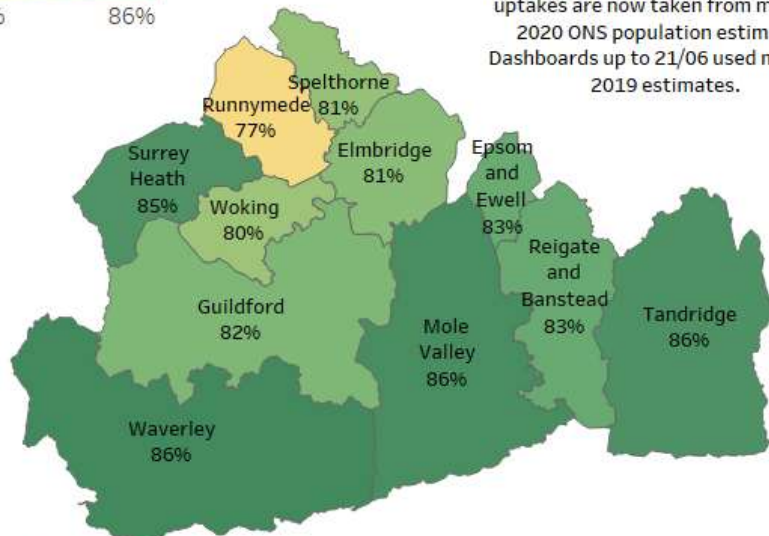 86%
uptakes are now taken from
2020 ONS population
Dashboards up to 21/06 used
2019 estimates.
Spelthorne
81%
Runnymede
77%
Elmbridge
81%
Epsom
and
Ewell
83%
Surrey
Heath
85%
Woking
80%
Reigate
and
Banstead
83%
Guildford
82%
Mole
Valley
86%
Tandridge
86%
Waverley
86%